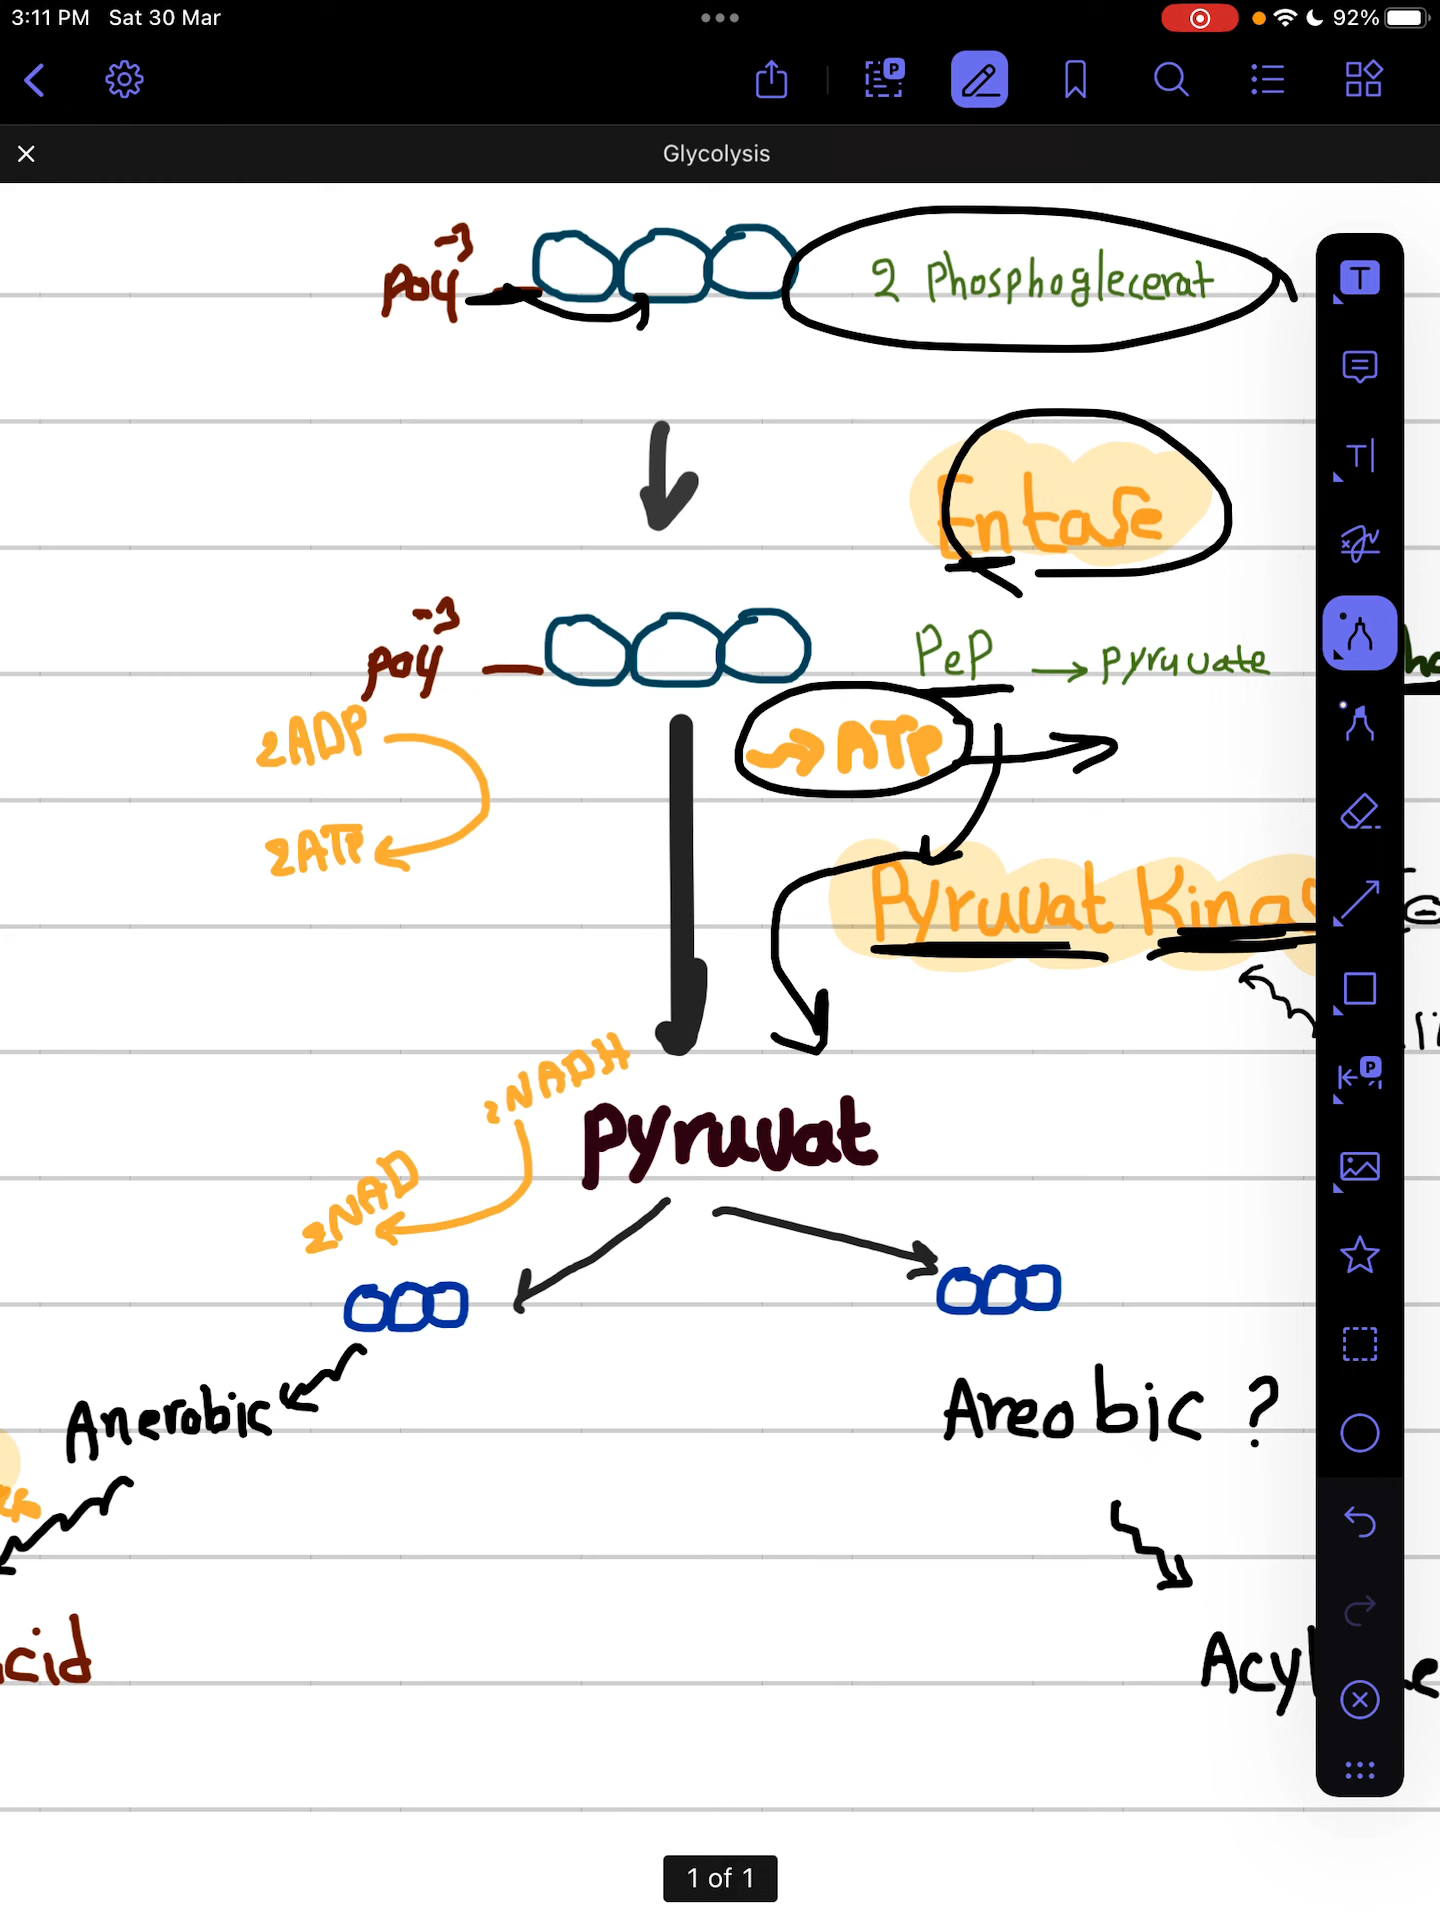 3:11 PM Sat 30 Mar 92%
Glycolysis
PO4 -3 2 Phosphoglecerat
Entase
PO4 -3 PeP → pyruvate
2ADP → ATP
2ATP
Pyruvat Kinas
2NADH
pyruvat
2NAD
Anerobic Areobic ?
cid Acyl
1 of 1